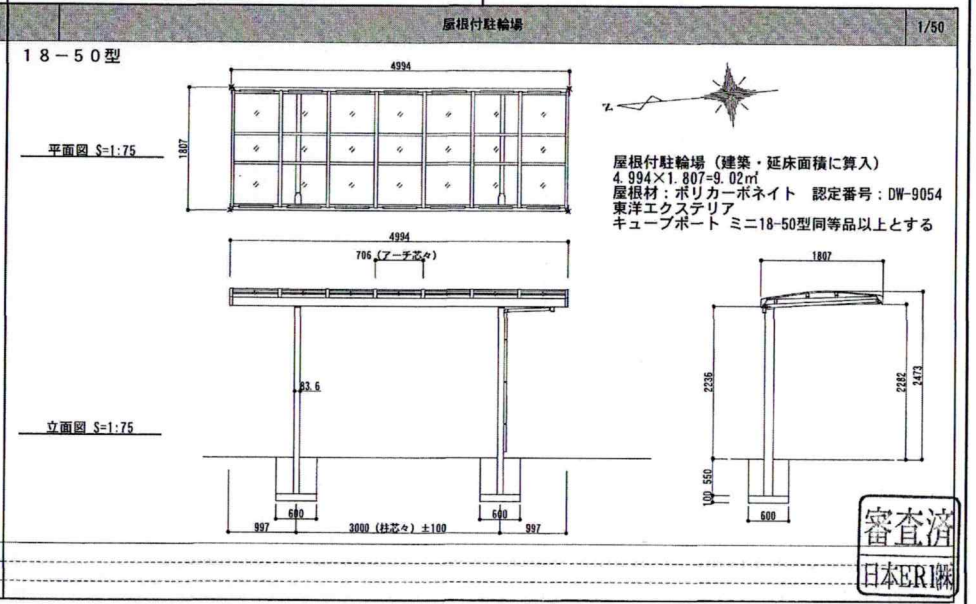 屋根付駐輪場
1/50
18-50型
4994
1807
平面図 S=1:75
Z
屋根付駐輪場(建築・延床面積に算入)
4.994×1.807=9.02㎡
屋根材:ポリカーボネイト 認定番号:DW-9054
東洋エクステリア
キューブポート ミニ18-50型同等品以上とする
4994
706 (アーチ芯々)
83.6
立面図 S=1:75
600
600
997
3000 (柱芯々) ±100
997
1807
2236
2282
2473
550
100
600
審査済
日本ERI㈱